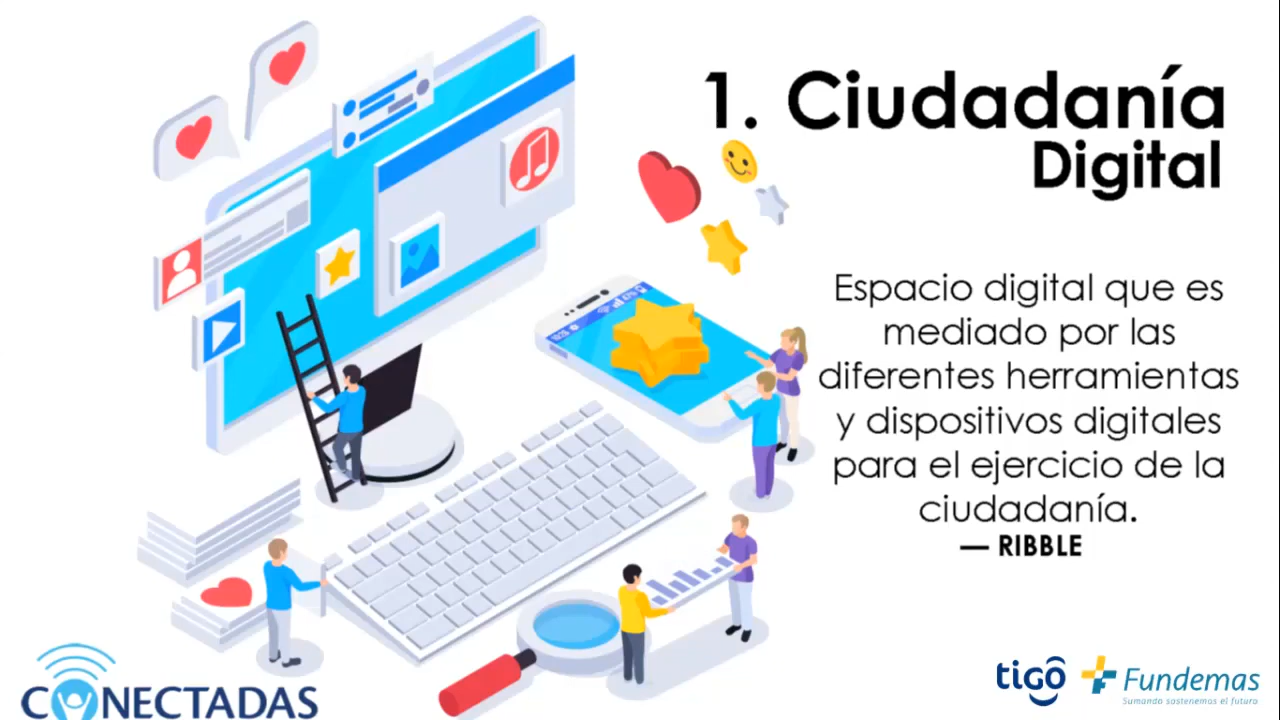 1. Ciudadanía
Digital
Espacio digital que es
mediado por las
diferentes herramientas
y dispositivos digitales
para el ejercicio de la
ciudadanía.
— RIBBLE
CONECTADAS
tigo
Fundemas
Sumando sostenemos el futuro